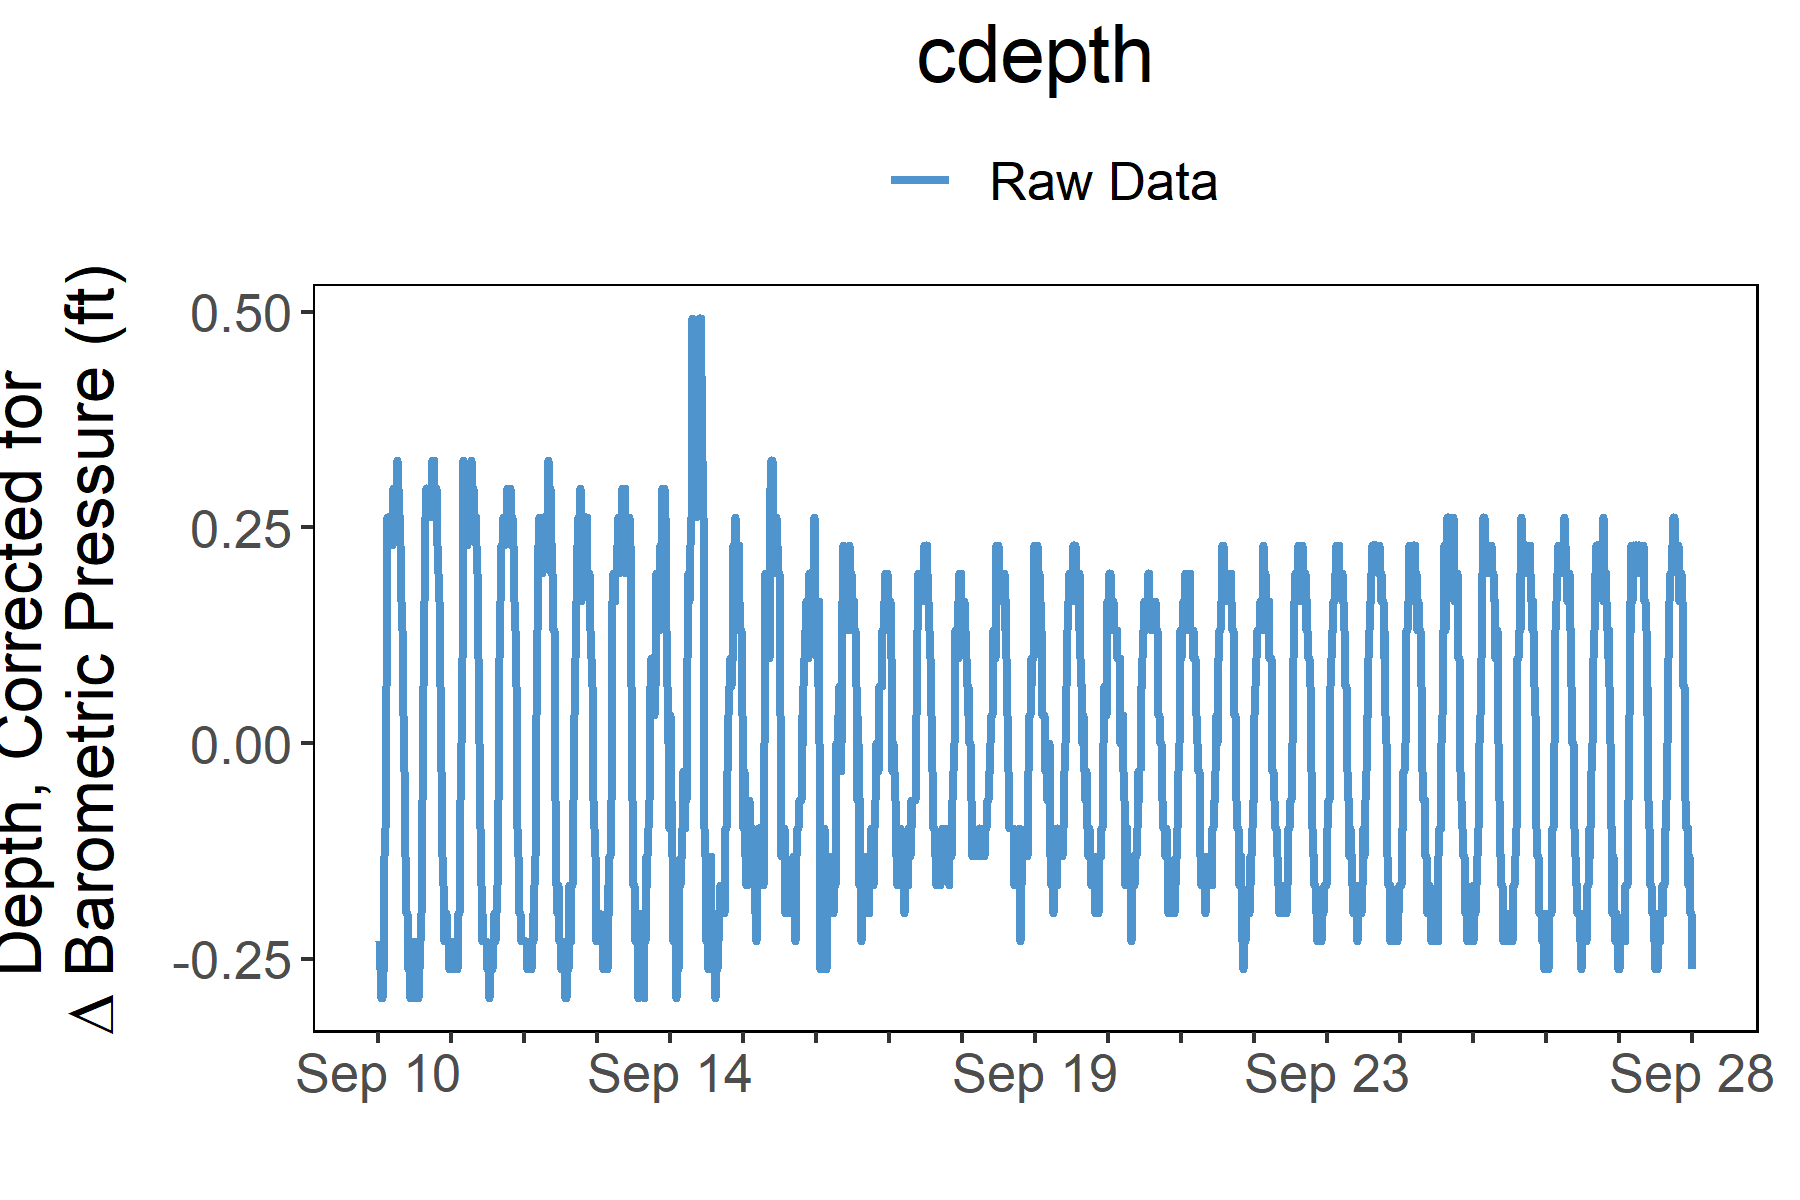 cdepth
Raw Data
Depth, Corrected for
Δ Barometric Pressure (ft)
0.50
0.25
0.00
-0.25
Sep 10 Sep 14 Sep 19 Sep 23 Sep 28